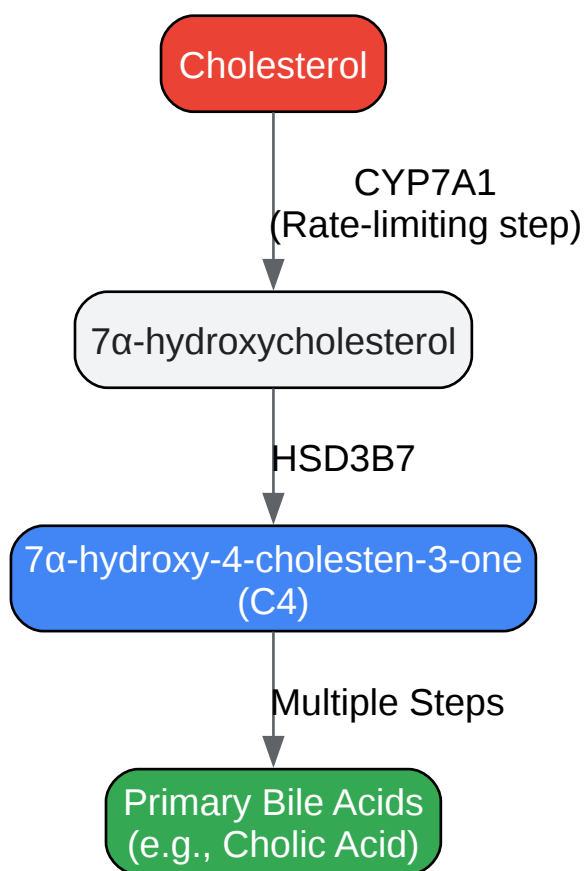 Cholesterol
CYP7A1
(Rate-limiting step)
7α-hydroxycholesterol
HSD3B7
7α-hydroxy-4-cholesten-3-one
(C4)
Multiple Steps
Primary Bile Acids
(e.g., Cholic Acid)